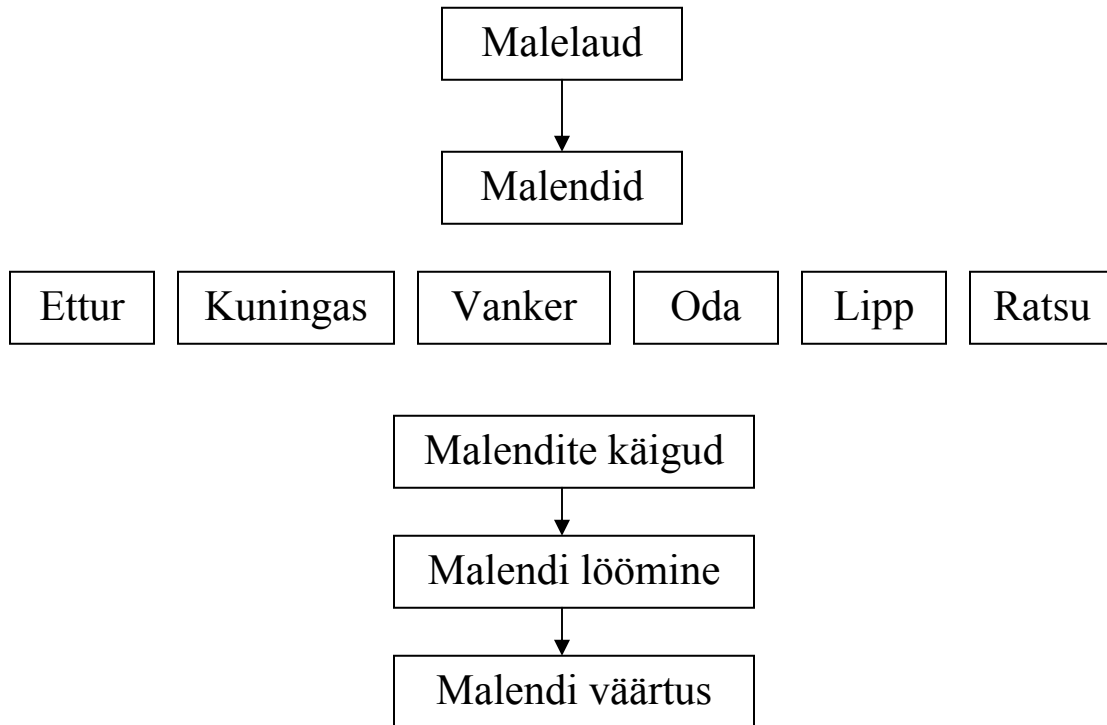 Malelaud
Malendid
Ettur Kuningas Vanker Oda Lipp Ratsu
Malendite käigud
Malendi löömine
Malendi väärtus